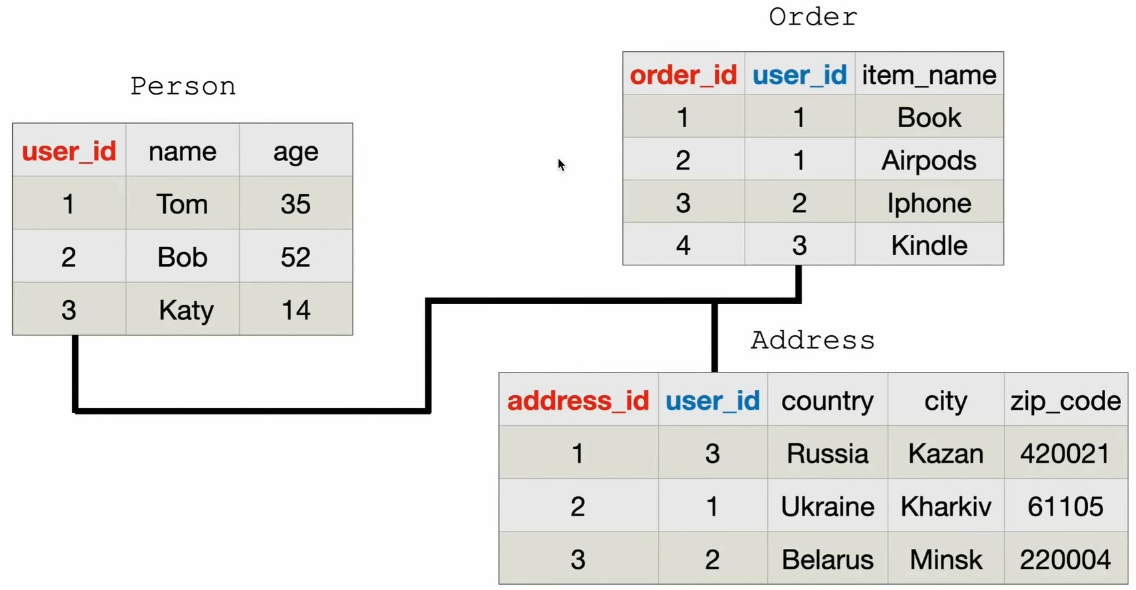 Person
user_id name age
1 Tom 35
2 Bob 52
3 Katy 14
Order
order_id user_id item_name
1 1 Book
2 1 Airpods
3 2 Iphone
4 3 Kindle
Address
address_id user_id country city zip_code
1 3 Russia Kazan 420021
2 1 Ukraine Kharkiv 61105
3 2 Belarus Minsk 220004